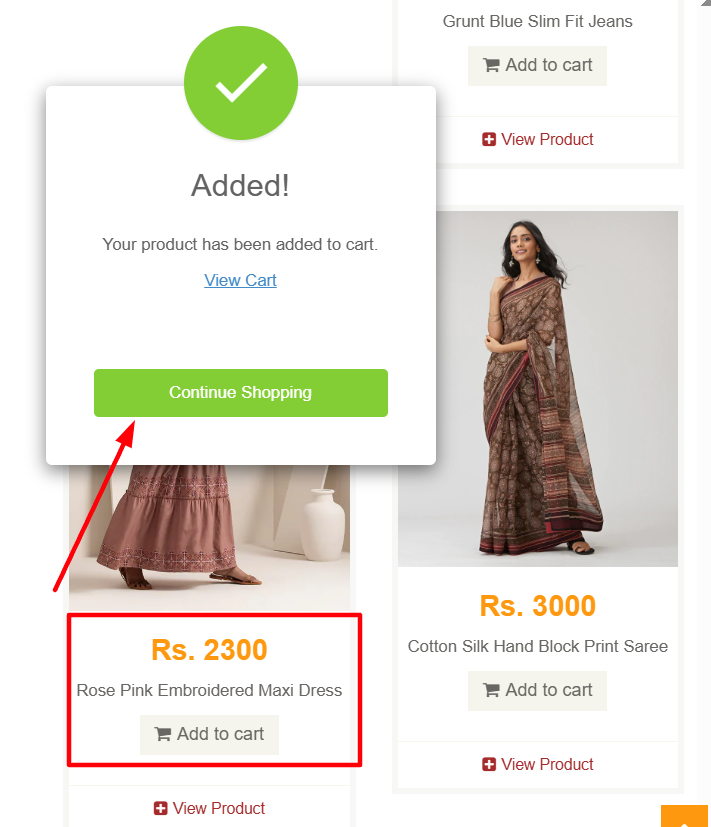 Grunt Blue Slim Fit Jeans
Add to cart
View Product
Added!
Your product has been added to cart.
View Cart
Continue Shopping
Rs. 2300
Rose Pink Embroidered Maxi Dress
Add to cart
View Product
Rs. 3000
Cotton Silk Hand Block Print Saree
Add to cart
View Product